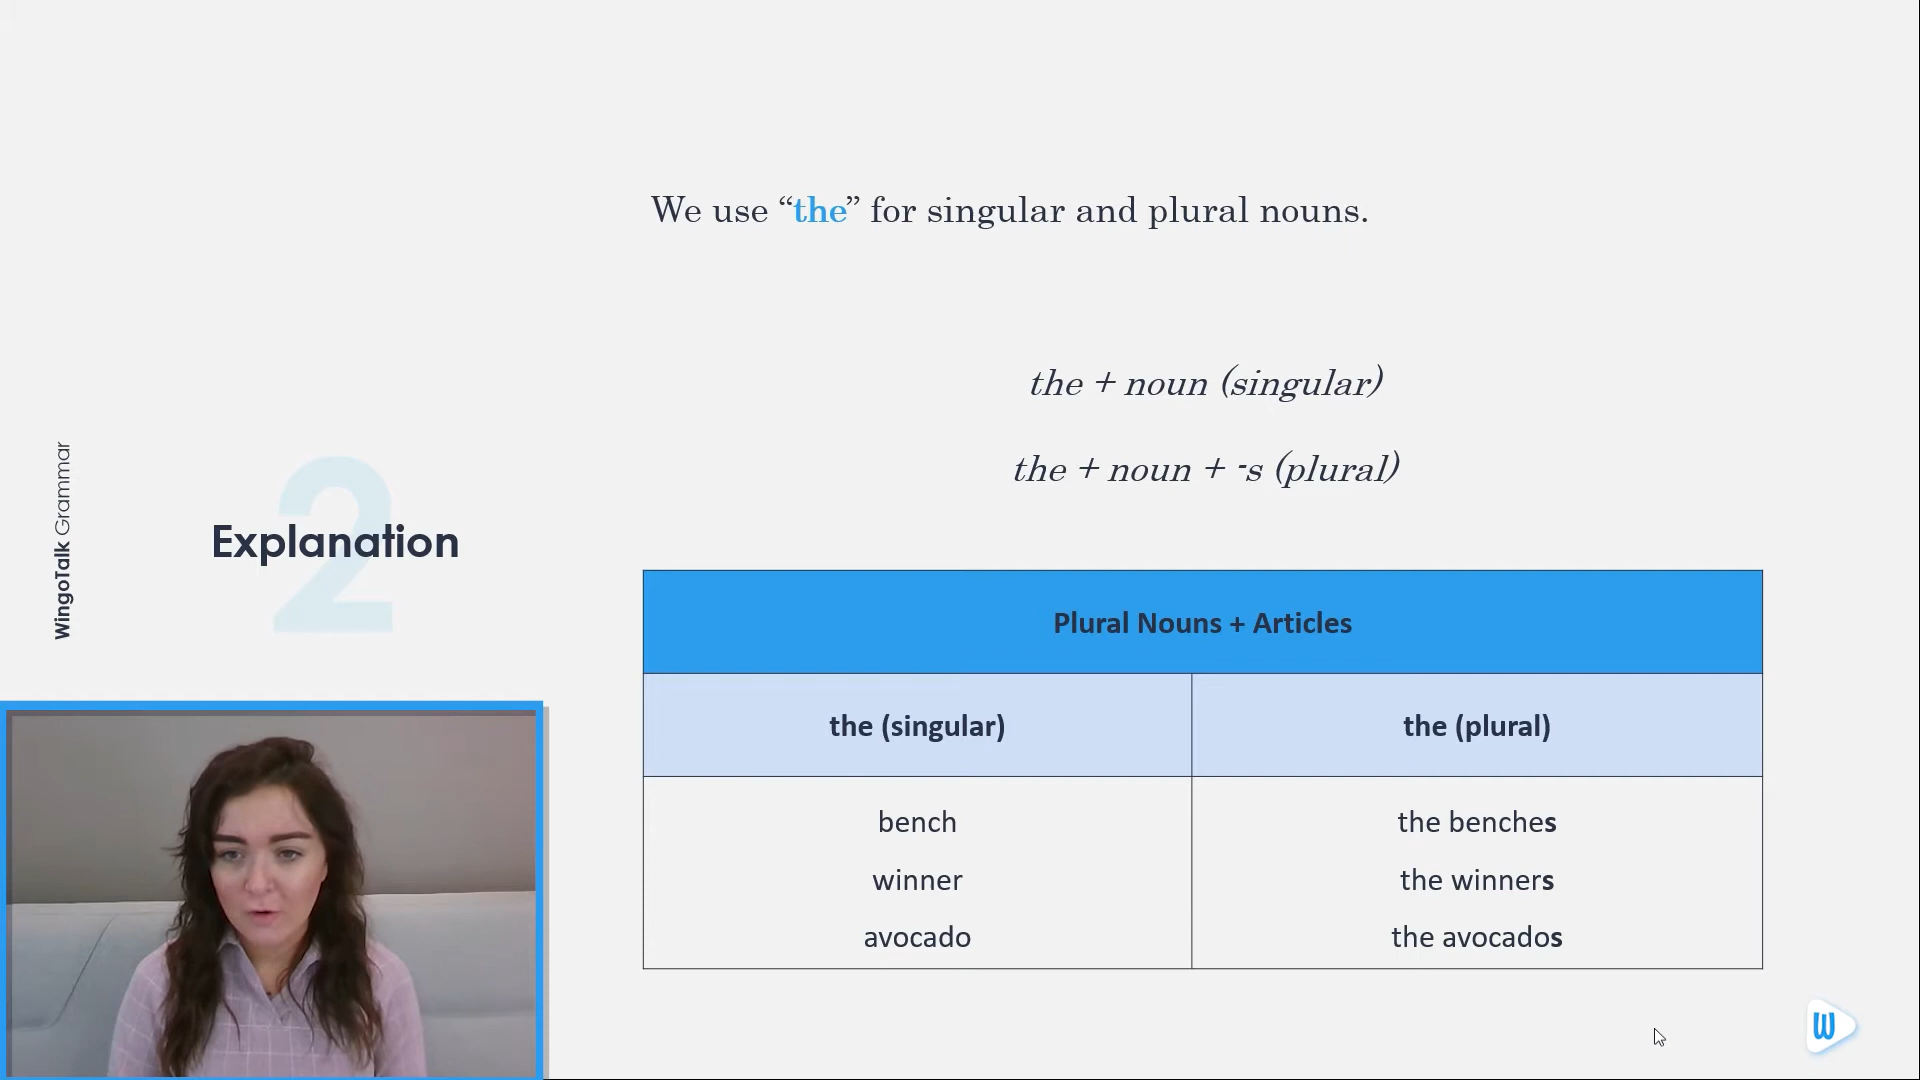 We use “the” for singular and plural nouns.
the + noun (singular)
the + noun + -s (plural)
WingoTalk Grammar
2
Explanation
Plural Nouns + Articles
the (singular) the (plural)
bench the benches
winner the winners
avocado the avocados
W